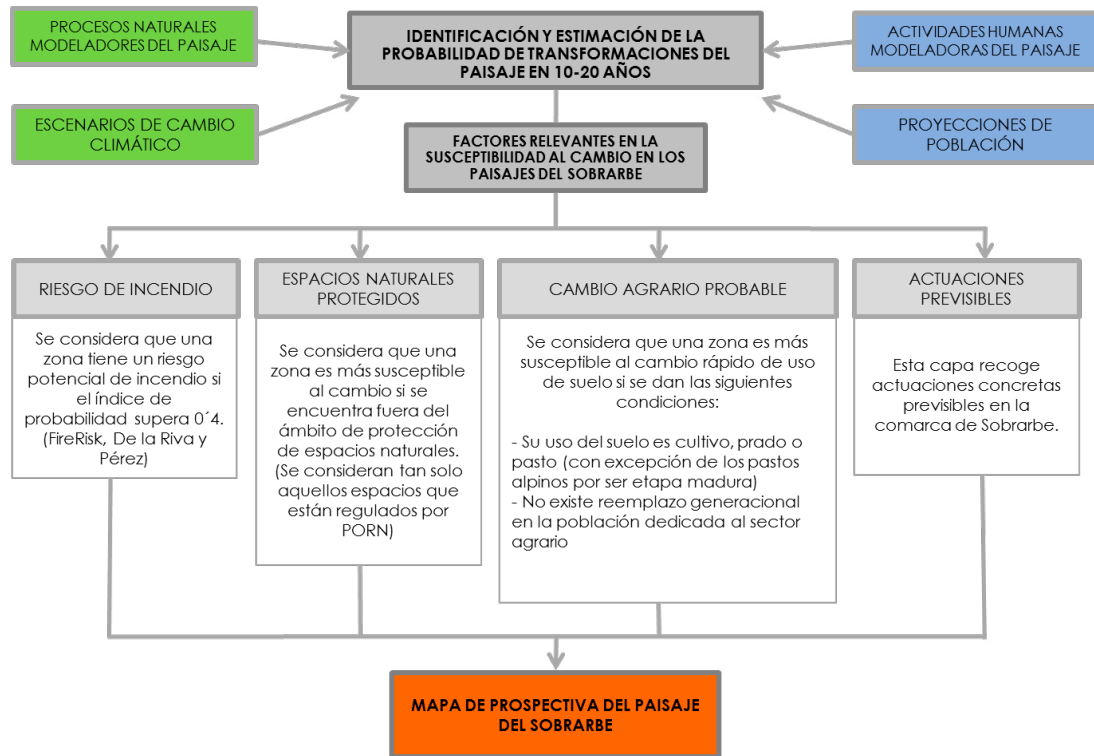 PROCESOS NATURALES
MODELADORES DEL PAISAJE
IDENTIFICACIÓN Y ESTIMACIÓN DE LA
PROBABILIDAD DE TRANSFORMACIONES DEL
PAISAJE EN 10-20 AÑOS
ACTIVIDADES HUMANAS
MODELADORAS DEL PAISAJE
ESCENARIOS DE CAMBIO
CLIMÁTICO
PROYECCIONES DE
POBLACIÓN
FACTORES RELEVANTES EN LA
SUSCEPTIBILIDAD AL CAMBIO EN LOS
PAISAJES DEL SOBRARBE
RIESGO DE INCENDIO
Se considera que una
zona tiene un riesgo
potencial de incendio si
el índice de
probabilidad supera 0´4.
(FireRisk, De la Riva y
Pérez)
ESPACIOS NATURALES
PROTEGIDOS
Se considera que una
zona es más susceptible
al cambio si se
encuentra fuera del
ámbito de protección
de espacios naturales.
(Se consideran tan solo
aquellos espacios que
están regulados por
PORN)
CAMBIO AGRARIO PROBABLE
Se considera que una zona es más
susceptible al cambio rápido de uso
de suelo si se dan las siguientes
condiciones:
- Su uso del suelo es cultivo, prado o
pasto (con excepción de los pastos
alpinos por ser etapa madura)
- No existe reemplazo generacional
en la población dedicada al sector
agrario
ACTUACIONES
PREVISIBLES
Esta capa recoge
actuaciones concretas
previsibles en la
comarca de Sobrarbe.
MAPA DE PROSPECTIVA DEL PAISAJE
DEL SOBRARBE